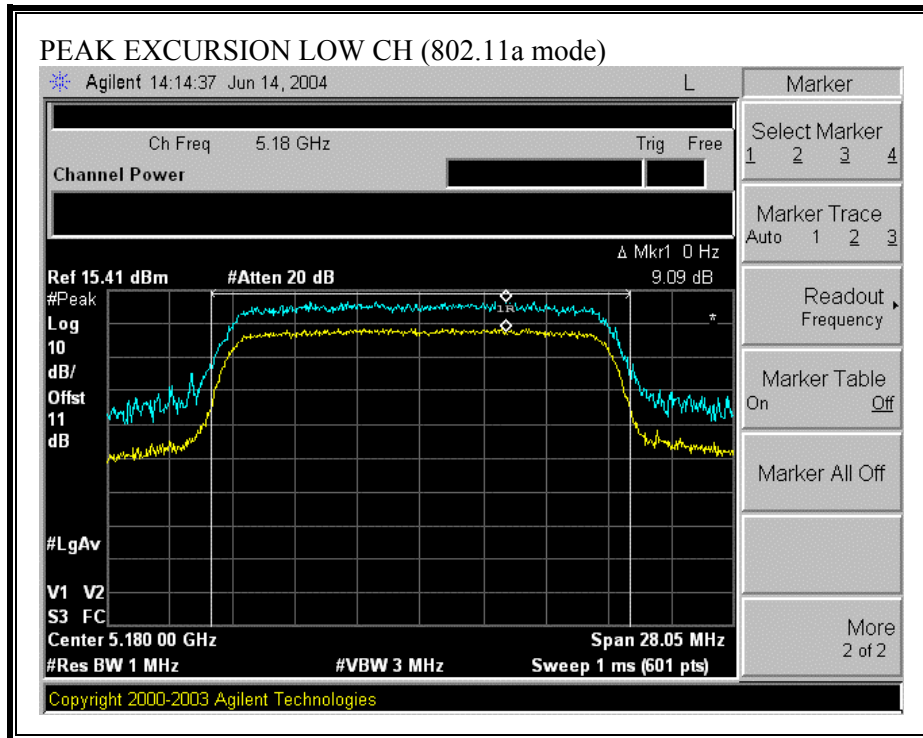 PEAK EXCURSION LOW CH (802.11a mode)
Agilent 14:14:37 Jun 14, 2004 L
Ch Freq 5.18 GHz Trig Free
Channel Power
Δ Mkr1 0 Hz
Ref 15.41 dBm #Atten 20 dB 9.09 dB
#Peak
Log
10
dB/
Offst
11
dB
1R
*
#LgAv
V1 V2
S3 FC
Center 5.180 00 GHz Span 28.05 MHz
#Res BW 1 MHz #VBW 3 MHz Sweep 1 ms (601 pts)
Copyright 2000-2003 Agilent Technologies
Marker
Select Marker
1 2 3 4
Marker Trace
Auto 1 2 3
Readout
Frequency
Marker Table
On Off
Marker All Off
More
2 of 2